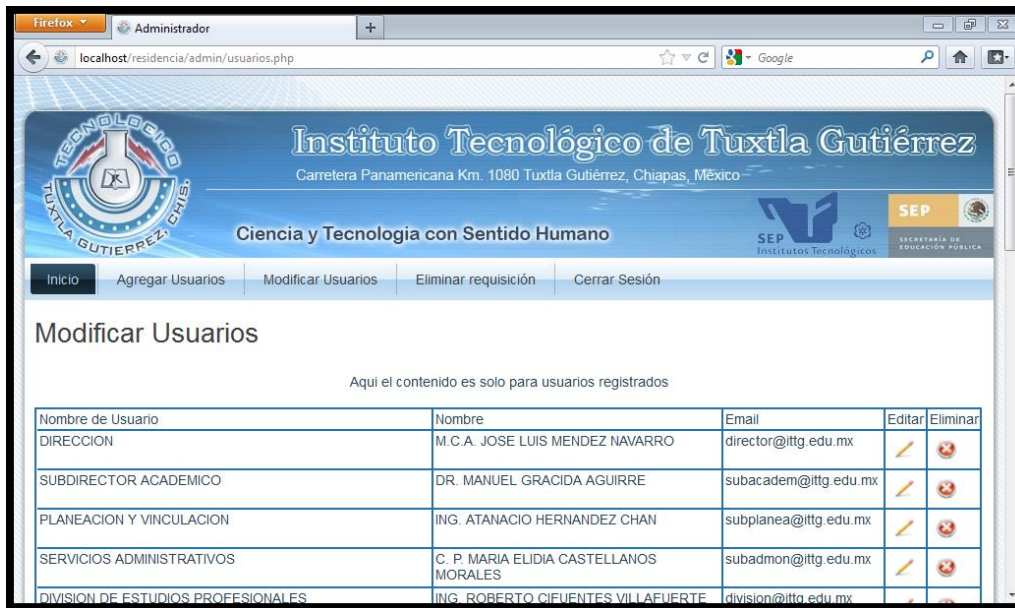 Firefox
Administrador
localhost/residencia/admin/usuarios.php
Google
TECNOLOGICO
TUXTLA GUTIERREZ, CHIS.
Instituto Tecnológico de Tuxtla Gutiérrez
Carretera Panamericana Km. 1080 Tuxtla Gutiérrez, Chiapas, México
Ciencia y Tecnologia con Sentido Humano
SEP
Institutos Tecnológicos
SEP
SECRETARÍA DE
EDUCACIÓN PÚBLICA
Inicio Agregar Usuarios Modificar Usuarios Eliminar requisición Cerrar Sesión
Modificar Usuarios
Aqui el contenido es solo para usuarios registrados
Nombre de Usuario Nombre Email Editar Eliminar
DIRECCION M.C.A. JOSE LUIS MENDEZ NAVARRO director@ittg.edu.mx
SUBDIRECTOR ACADEMICO DR. MANUEL GRACIDA AGUIRRE subacadem@ittg.edu.mx
PLANEACION Y VINCULACION ING. ATANACIO HERNANDEZ CHAN subplanea@ittg.edu.mx
SERVICIOS ADMINISTRATIVOS C. P. MARIA ELIDIA CASTELLANOS subadmon@ittg.edu.mx
MORALES
DIVISION DE ESTUDIOS PROFESIONALES ING. ROBERTO CIFUENTES VILLAFUERTE division@ittg.edu.mx